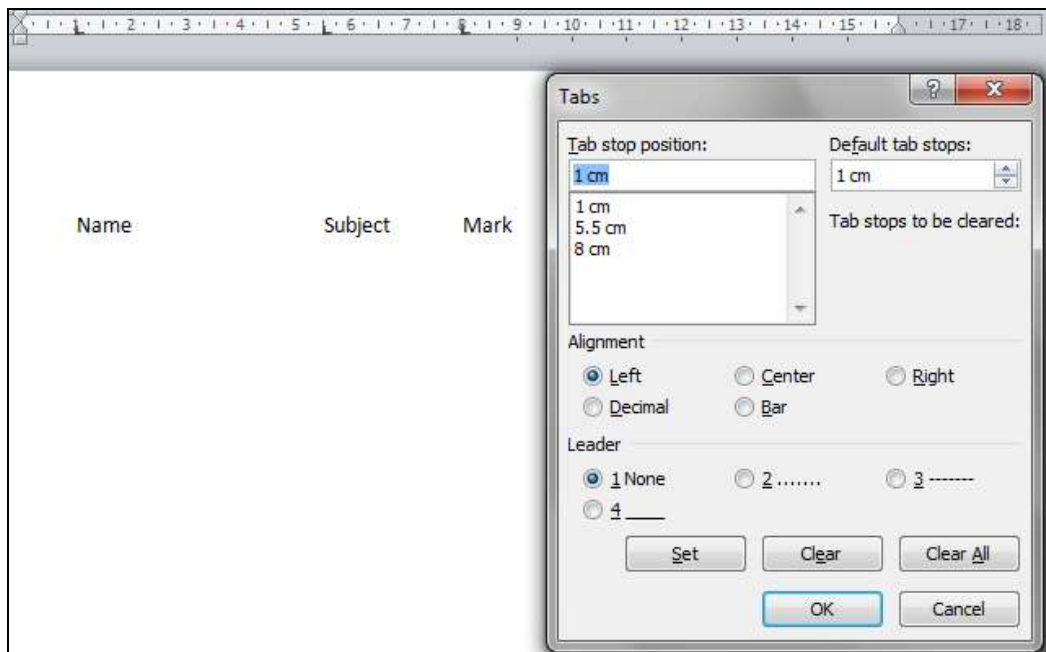 1 2 3 4 5 6 7 8 9 10 11 12 13 14 15 17 18
Tabs
Tab stop position: Default tab stops:
1 cm 1 cm
1 cm Tab stops to be cleared:
5.5 cm
8 cm
Name Subject Mark
Alignment
Left Center Right
Decimal Bar
Leader
1 None 2 ....... 3 -------
4 ____
Set Clear Clear All
OK Cancel